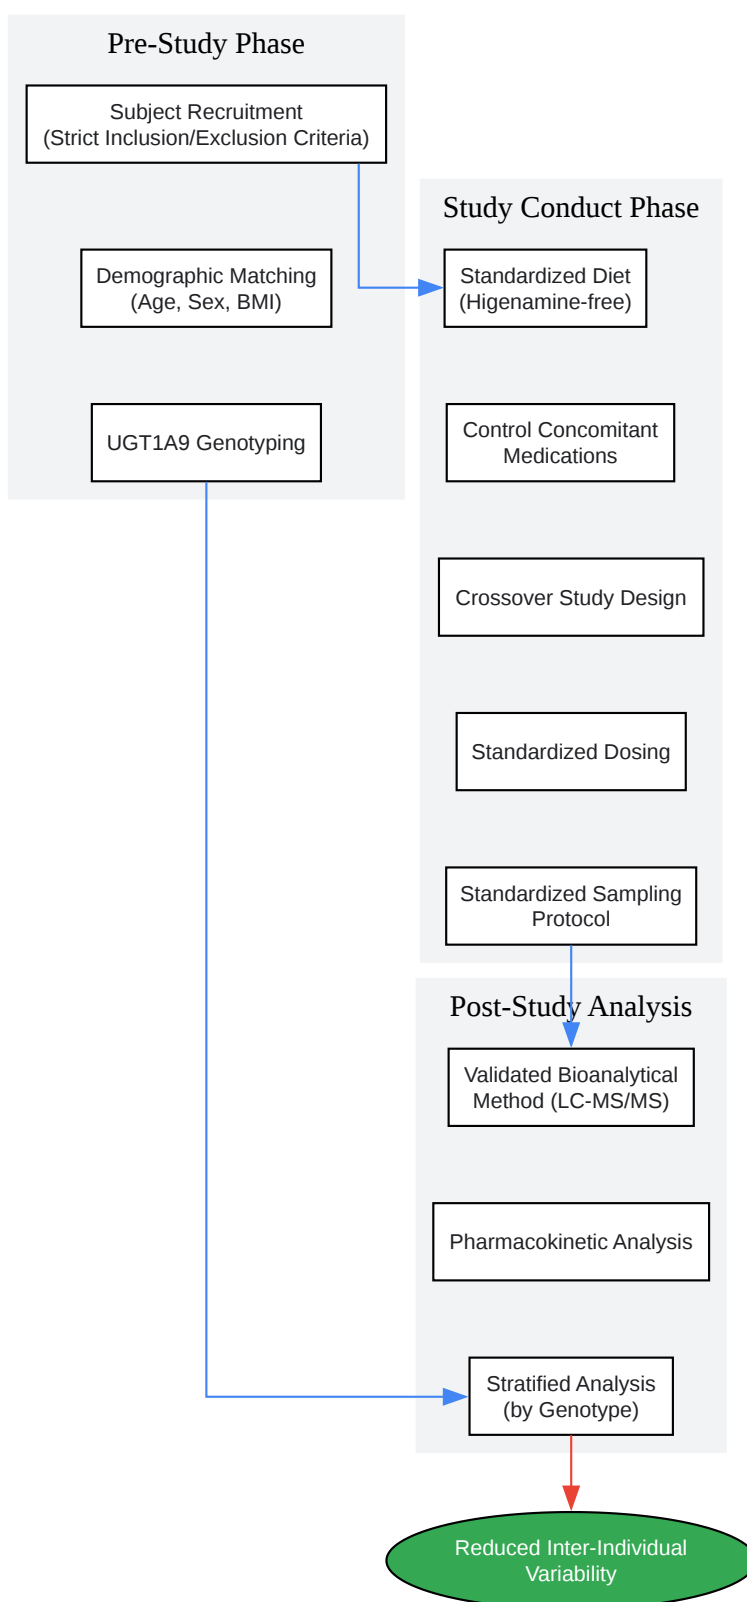 Pre-Study Phase
Subject Recruitment
(Strict Inclusion/Exclusion Criteria)
Demographic Matching
(Age, Sex, BMI)
UGT1A9 Genotyping
Study Conduct Phase
Standardized Diet
(Higenamine-free)
Control Concomitant
Medications
Crossover Study Design
Standardized Dosing
Standardized Sampling
Protocol
Post-Study Analysis
Validated Bioanalytical
Method (LC-MS/MS)
Pharmacokinetic Analysis
Stratified Analysis
(by Genotype)
Reduced Inter-Individual
Variability